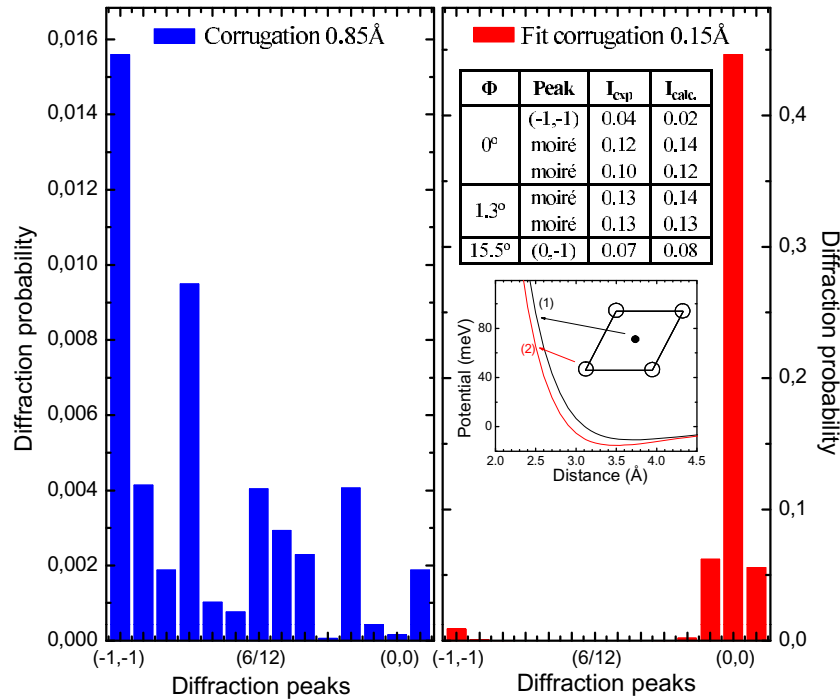 Corrugation 0.85Å
Diffraction probability
0,016
0,014
0,012
0,010
0,008
0,006
0,004
0,002
0,000
(-1,-1)
(6/12)
(0,0)
Diffraction peaks
Fit corrugation 0.15Å
Φ Peak I_exp I_calc.
0° (-1,-1) 0.04 0.02
moiré 0.12 0.14
moiré 0.10 0.12
1.3° moiré 0.13 0.14
moiré 0.13 0.13
15.5° (0,-1) 0.07 0.08
Potential (meV)
80
40
0
(1)
(2)
2.0 2.5 3.0 3.5 4.0 4.5
Distance (Å)
0,4
0,3
0,2
0,1
0,0
Diffraction probability
(-1,-1)
(6/12)
(0,0)
Diffraction peaks